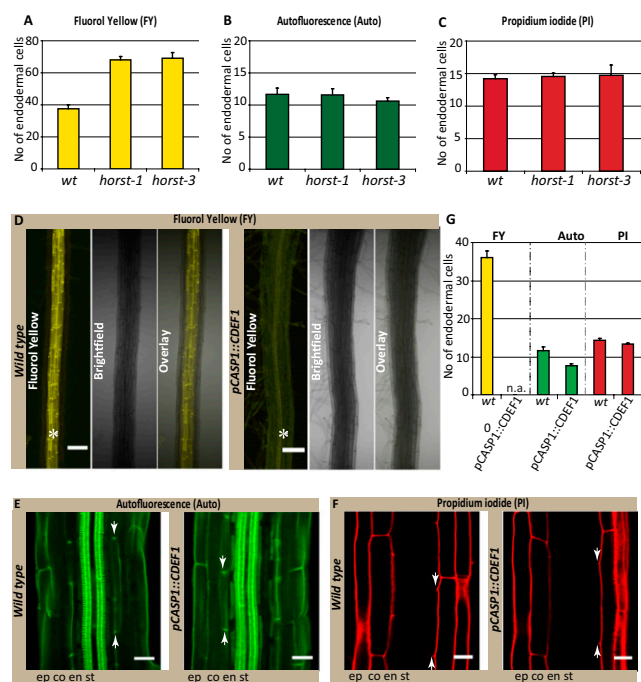 A
Fluorol Yellow (FY)
No of endodermal cells
80
60
40
20
0
wt
horst-1
horst-3
B
Autofluorescence (Auto)
No of endodermal cells
20
15
10
5
0
wt
horst-1
horst-3
C
Propidium iodide (PI)
No of endodermal cells
20
15
10
5
0
wt
horst-1
horst-3
D
Fluorol Yellow (FY)
Wild type
Fluorol Yellow
*
Brightfield
Overlay
pCASP1::CDEF1
Fluorol Yellow
*
Brightfield
Overlay
G
FY
Auto
PI
No of endodermal cells
40
30
20
10
0
n.a.
wt
pCASP1::CDEF1
wt
pCASP1::CDEF1
wt
pCASP1::CDEF1
E
Autofluorescence (Auto)
Wild type
pCASP1::CDEF1
ep co en st
ep co en st
F
Propidium iodide (PI)
Wild type
pCASP1::CDEF1
ep co en st
ep co en st